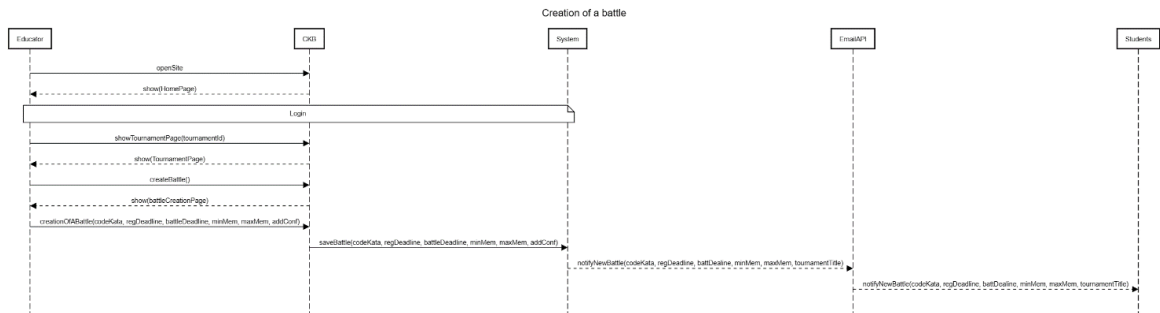 Creation of a battle
Educator
CKB
System
EmailAPI
Students
openSite
show(HomePage)
Login
showTournamentPage(tournamentId)
show(TournamentPage)
createBattle()
show(battleCreationPage)
creationOfABattle(codeKata, regDeadline, battleDeadline, minMem, maxMem, addConf)
saveBattle(codeKata, regDeadline, battleDeadline, minMem, maxMem, addConf)
notifyNewBattle(codeKata, regDeadline, battDealine, minMem, maxMem, tournamentTitle)
notifyNewBattle(codeKata, regDeadline, battDealine, minMem, maxMem, tournamentTitle)